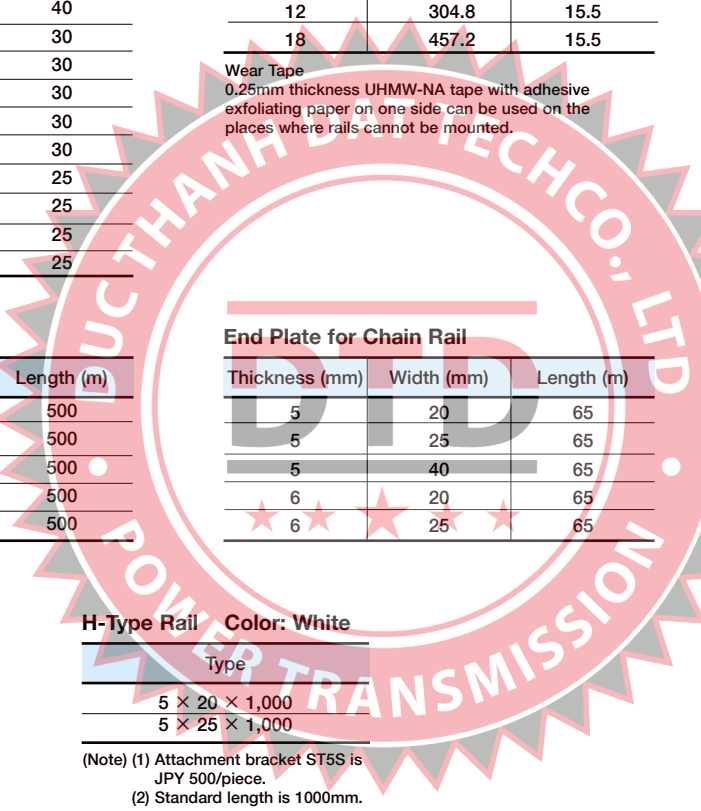 40
30
30
30
30
30
25
25
25
25
12 304.8 15.5
18 457.2 15.5
Wear Tape
0.25mm thickness UHMW-NA tape with adhesive
exfoliating paper on one side can be used on the
places where rails cannot be mounted.
Length (m)
500
500
500
500
500
End Plate for Chain Rail
Thickness (mm) Width (mm) Length (m)
5 20 65
5 25 65
5 40 65
6 20 65
6 25 65
H-Type Rail Color: White
Type
5 × 20 × 1,000
5 × 25 × 1,000
(Note) (1) Attachment bracket ST5S is
JPY 500/piece.
(2) Standard length is 1000mm.
DUC THANH DAT TECHCO., LTD
DTD
• POWER TRANSMISSION •